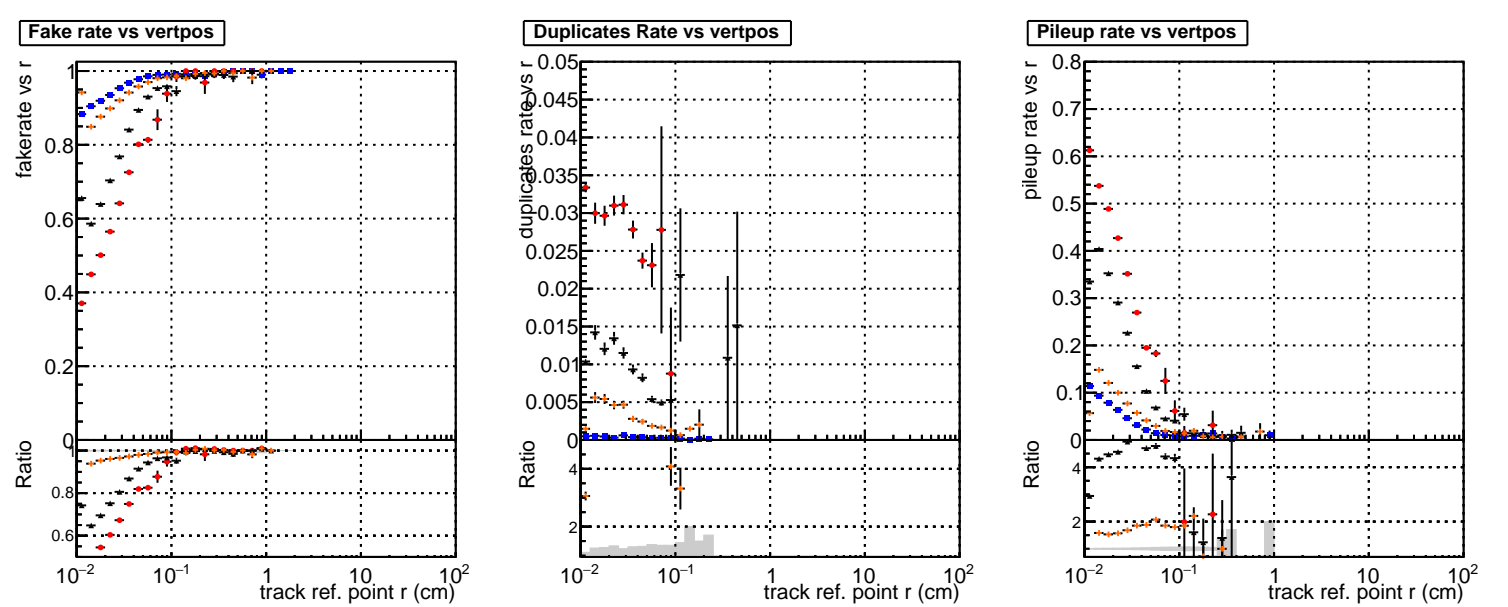 Fake rate vs vertpos
fakerate vs r
1
0.8
0.6
0.4
0.2
0
Ratio
1
0.8
0.6
10⁻² 10⁻¹ 1 10 10²
track ref. point r (cm)
Duplicates Rate vs vertpos
duplicates rate vs r
0.05
0.045
0.04
0.035
0.03
0.025
0.02
0.015
0.01
0.005
0
Ratio
4
2
10⁻² 10⁻¹ 1 10 10²
track ref. point r (cm)
Pileup rate vs vertpos
pileup rate vs r
0.8
0.7
0.6
0.5
0.4
0.3
0.2
0.1
0
Ratio
4
2
10⁻² 10⁻¹ 1 10 10²
track ref. point r (cm)